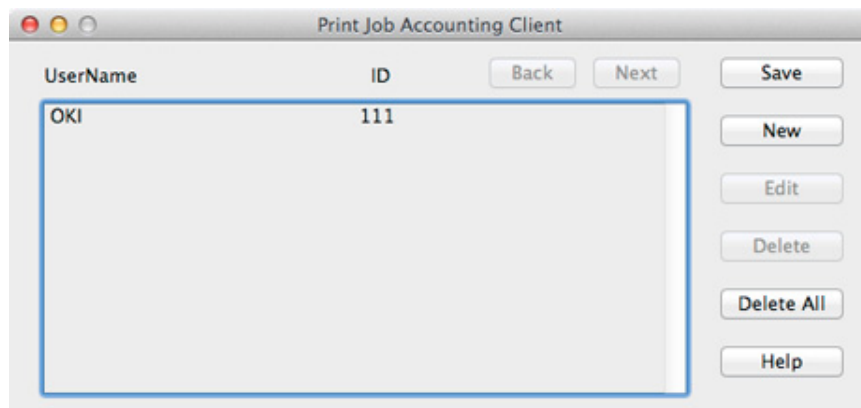 Print Job Accounting Client
UserName ID Back Next Save
OKI 111
New
Edit
Delete
Delete All
Help